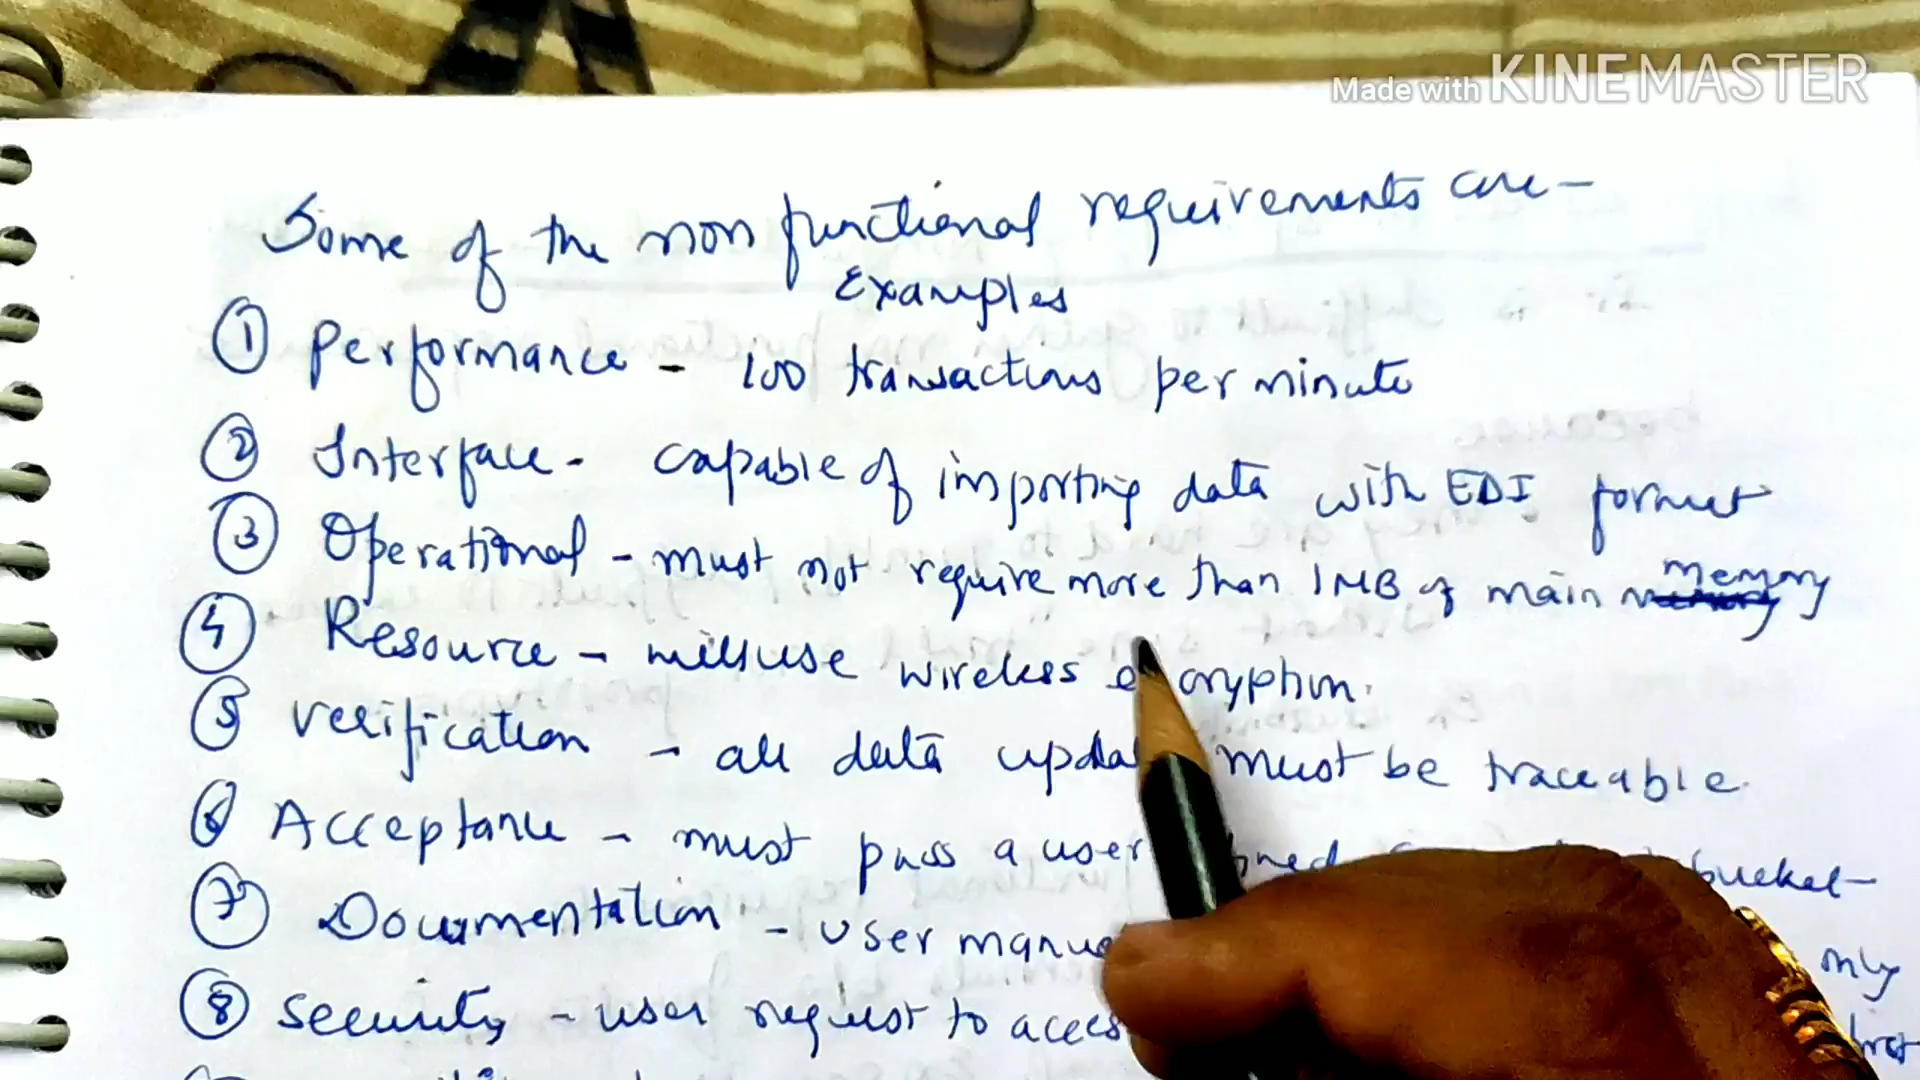 Made with KINEMASTER
Some of the non functional requirements are -
Examples
① Performance - 100 transactions per minute
② Interface - capable of importing data with EDI format
③ Operational - must not require more than 1MB of main memory
④ Resource - will use wireless encryption.
⑤ Verification - all data must be traceable.
⑥ Acceptance - must pass a user bucket -
⑦ Documentation - user only
⑧ Security - user request to